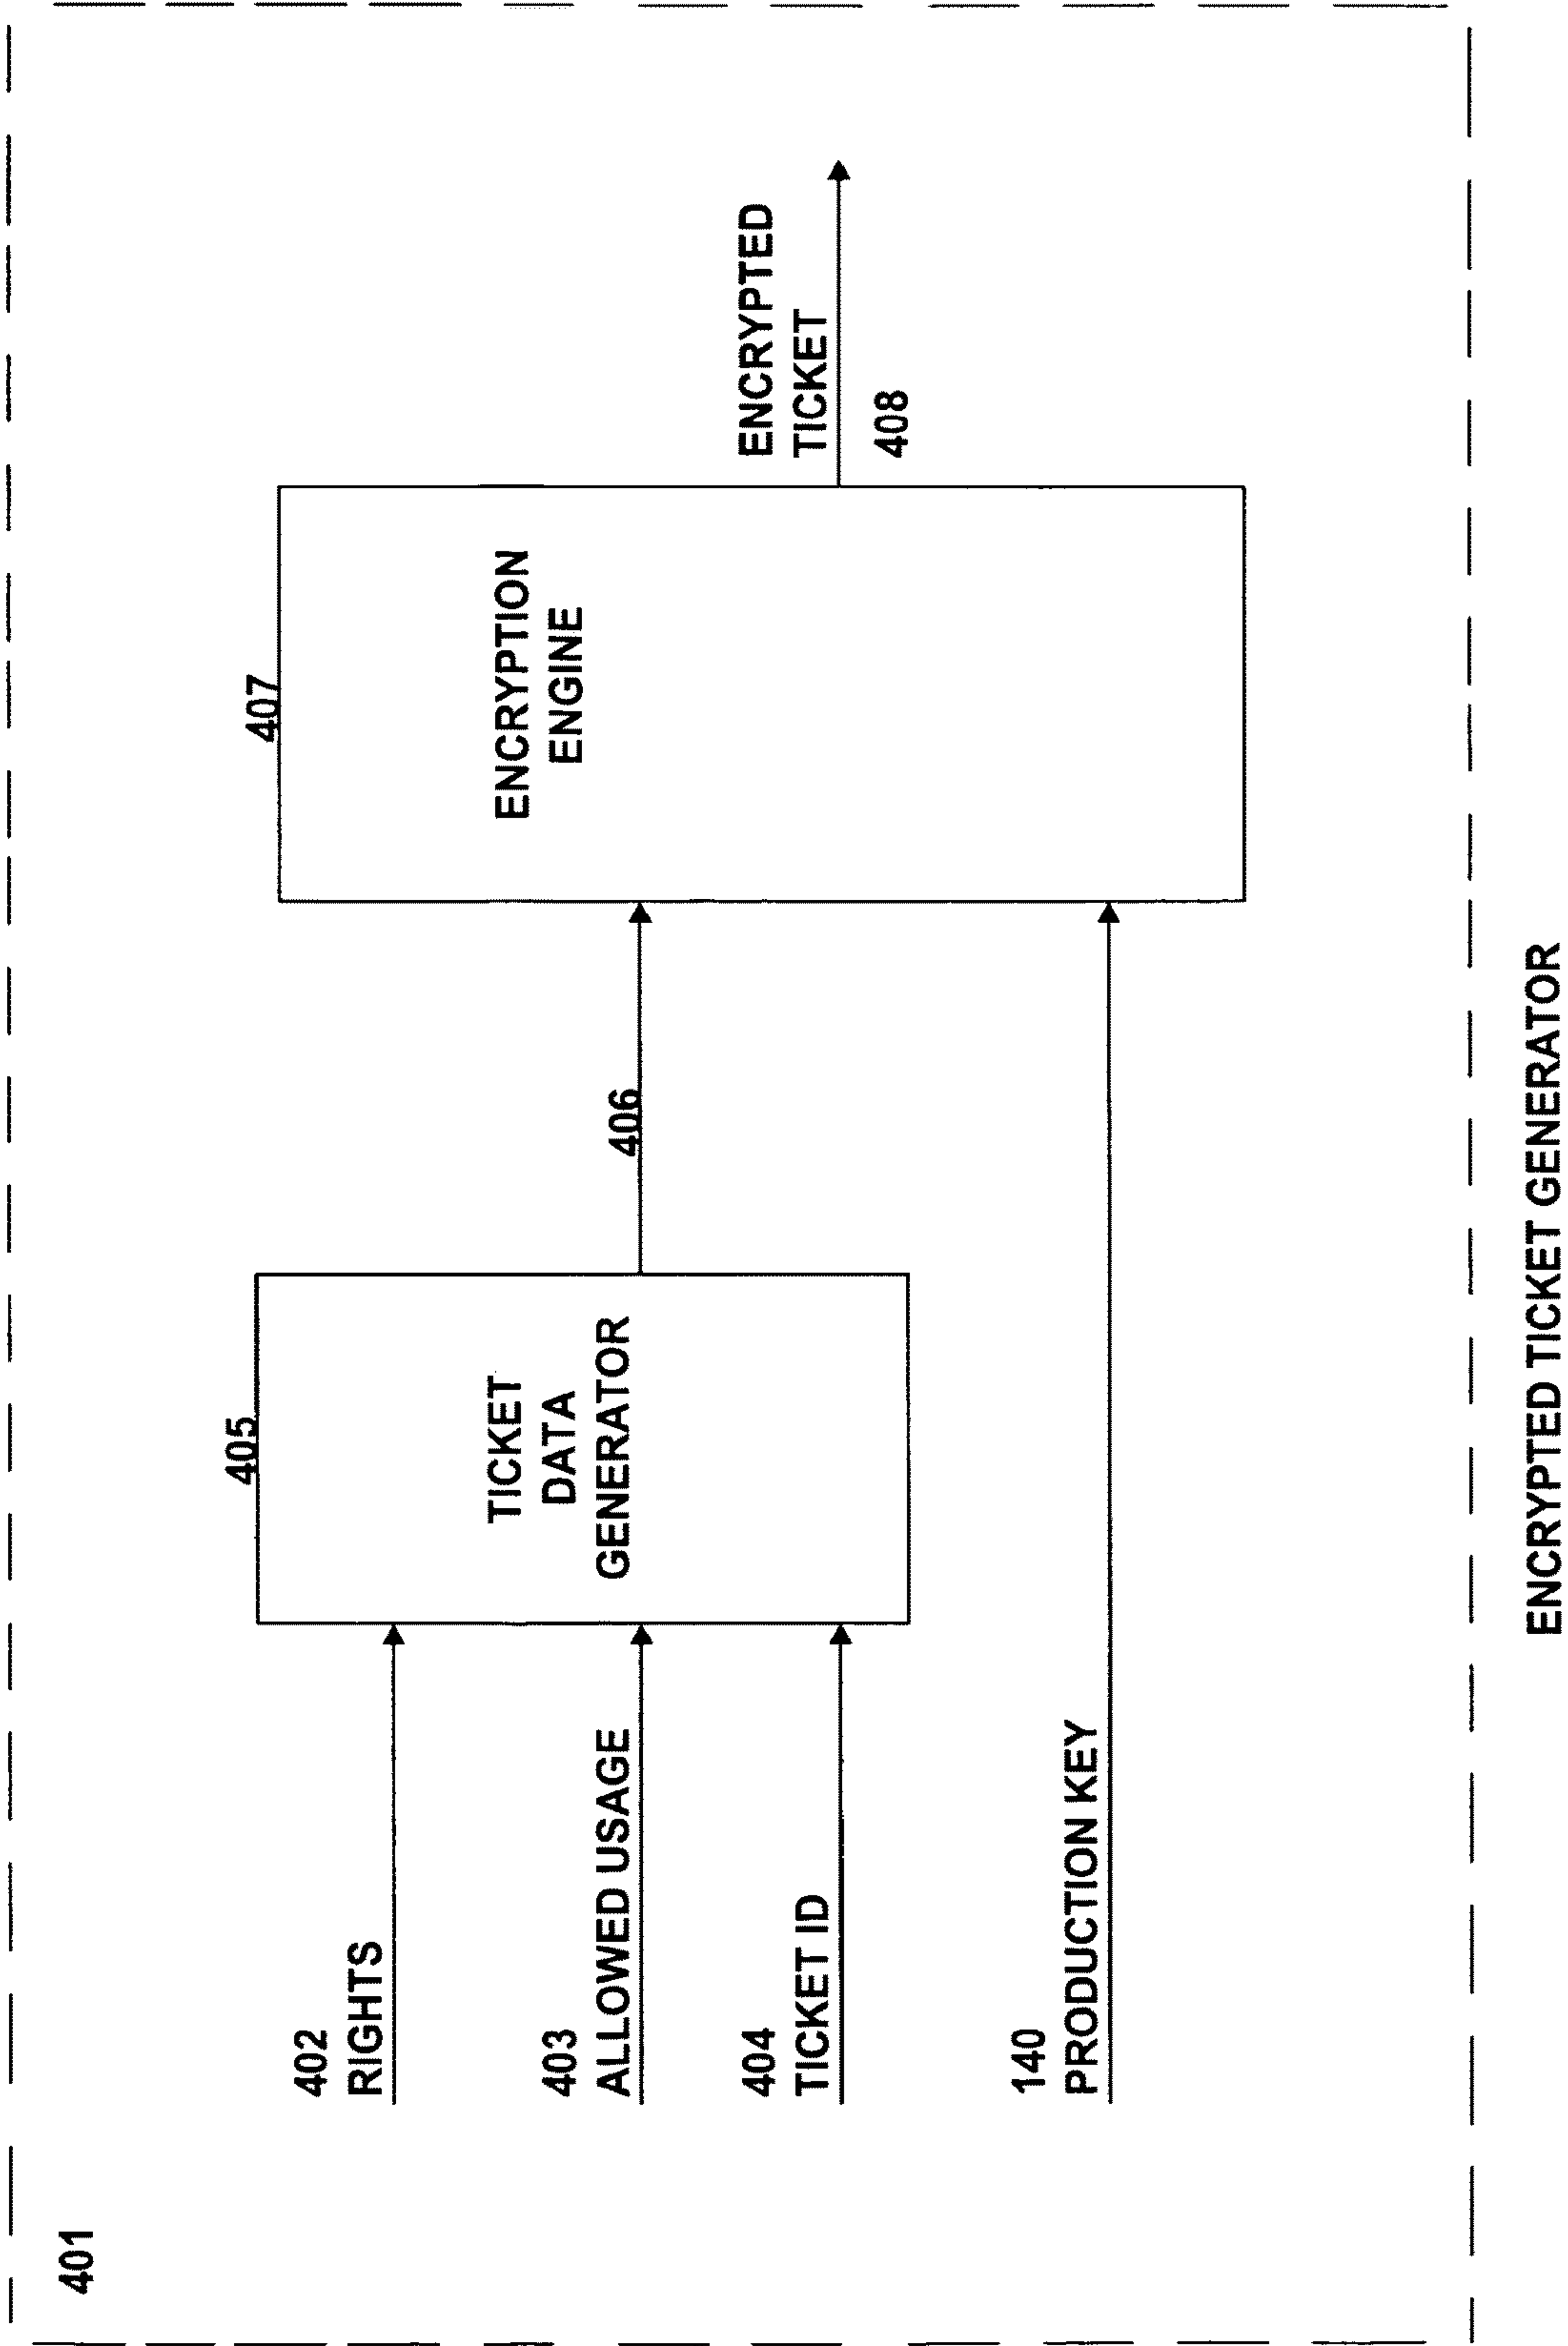 401
402
RIGHTS
403
ALLOWED USAGE
404
TICKET ID
140
PRODUCTION KEY
405
TICKET
DATA
GENERATOR
406
407
ENCRYPTION
ENGINE
ENCRYPTED
TICKET
408
ENCRYPTED TICKET GENERATOR